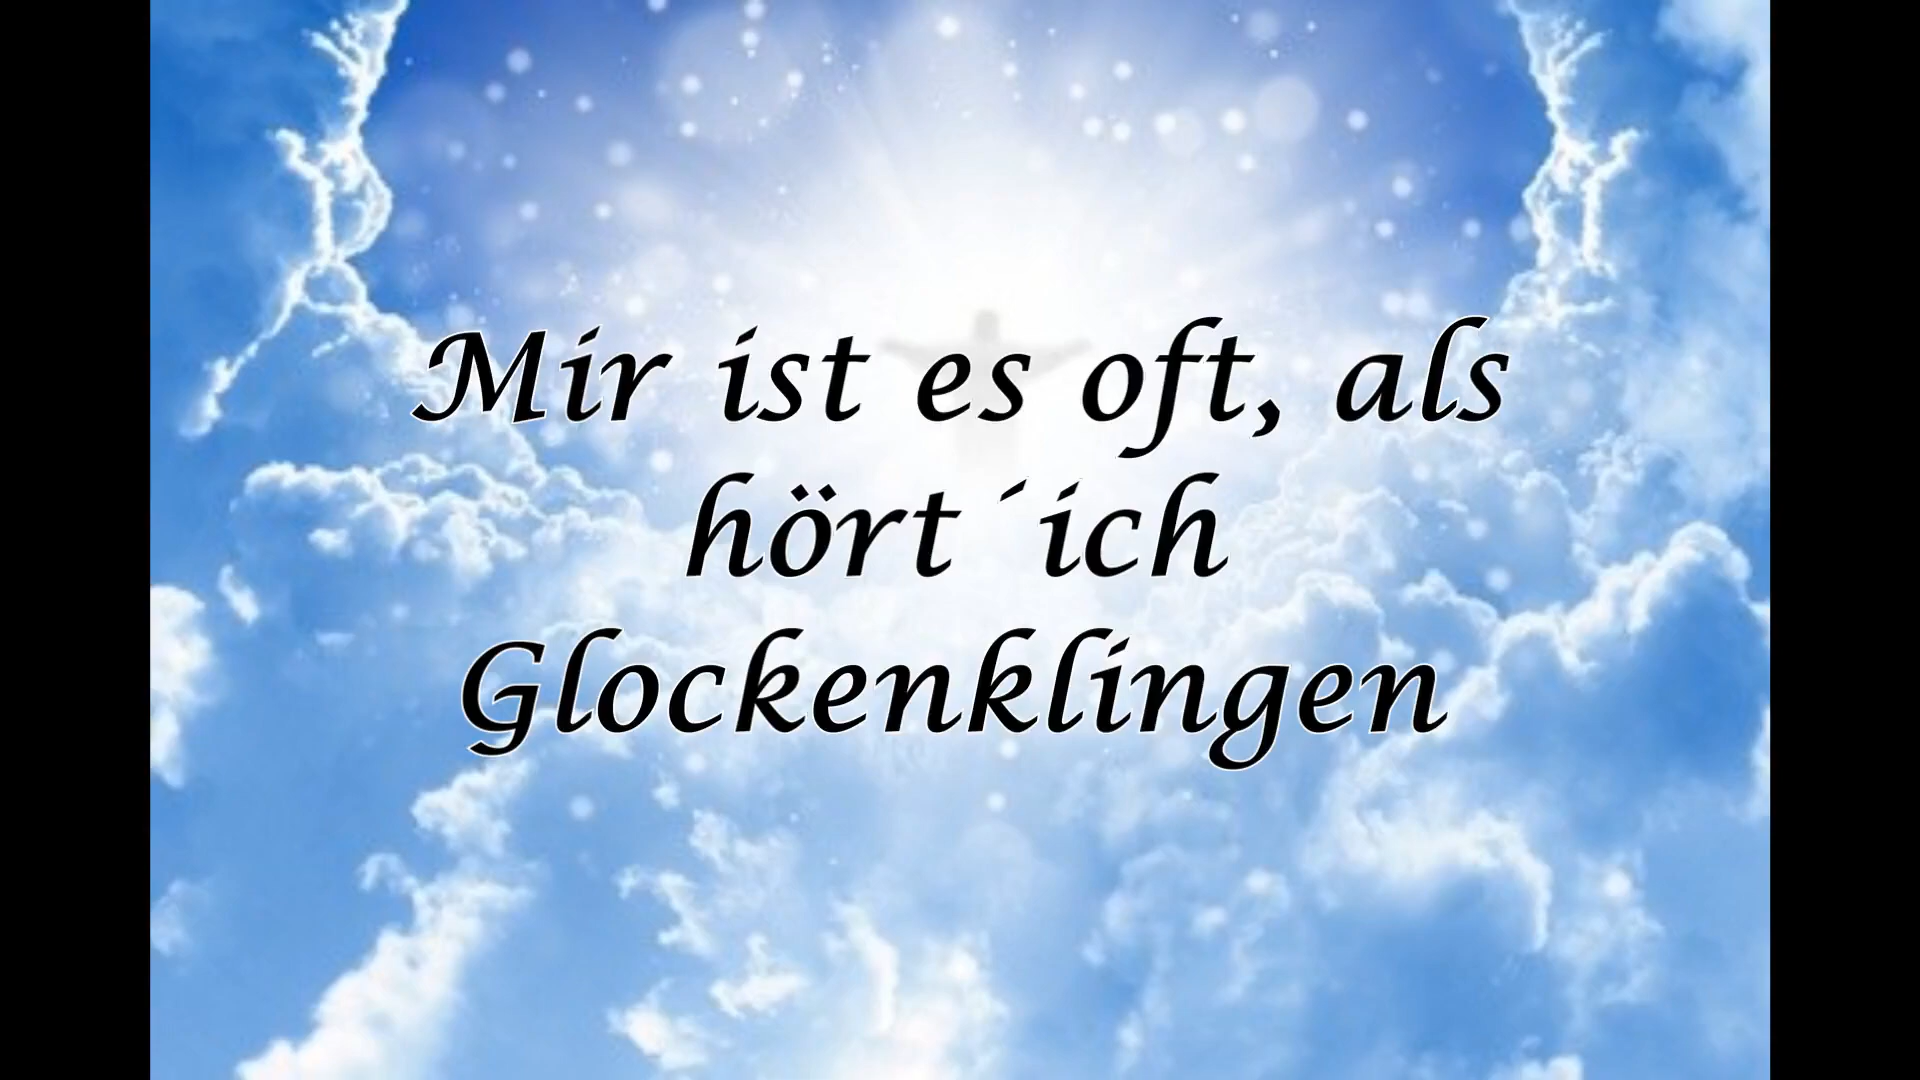 Mir ist es oft, als
hört´ich
Glockenklingen